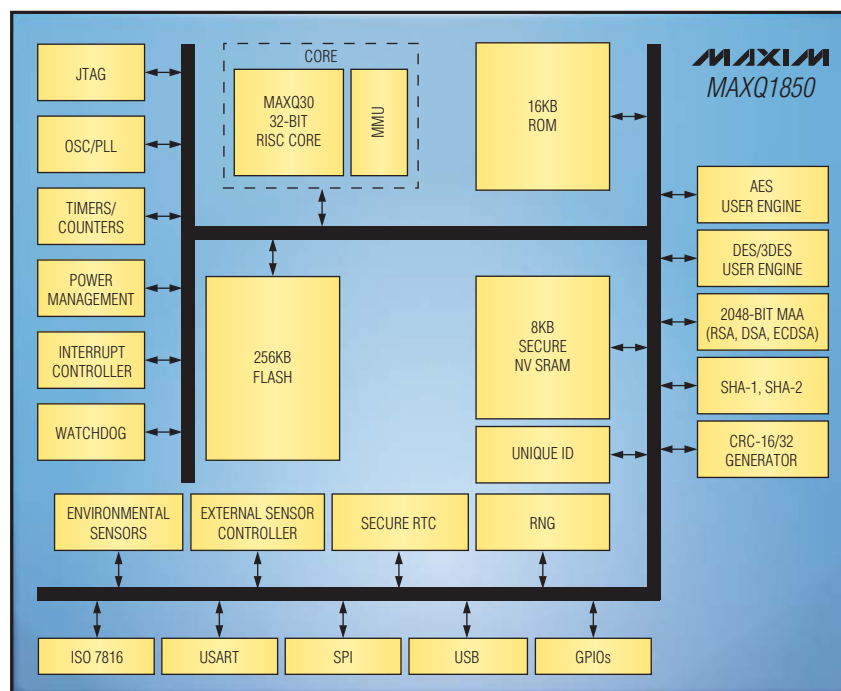 JTAG
OSC/PLL
TIMERS/
COUNTERS
POWER
MANAGEMENT
INTERRUPT
CONTROLLER
WATCHDOG
CORE
MAXQ30
32-BIT
RISC CORE
MMU
16KB
ROM
MAXIM
MAXQ1850
256KB
FLASH
8KB
SECURE
NV SRAM
UNIQUE ID
AES
USER ENGINE
DES/3DES
USER ENGINE
2048-BIT MAA
(RSA, DSA, ECDSA)
SHA-1, SHA-2
CRC-16/32
GENERATOR
ENVIRONMENTAL
SENSORS
EXTERNAL SENSOR
CONTROLLER
SECURE RTC
RNG
ISO 7816
USART
SPI
USB
GPIOs